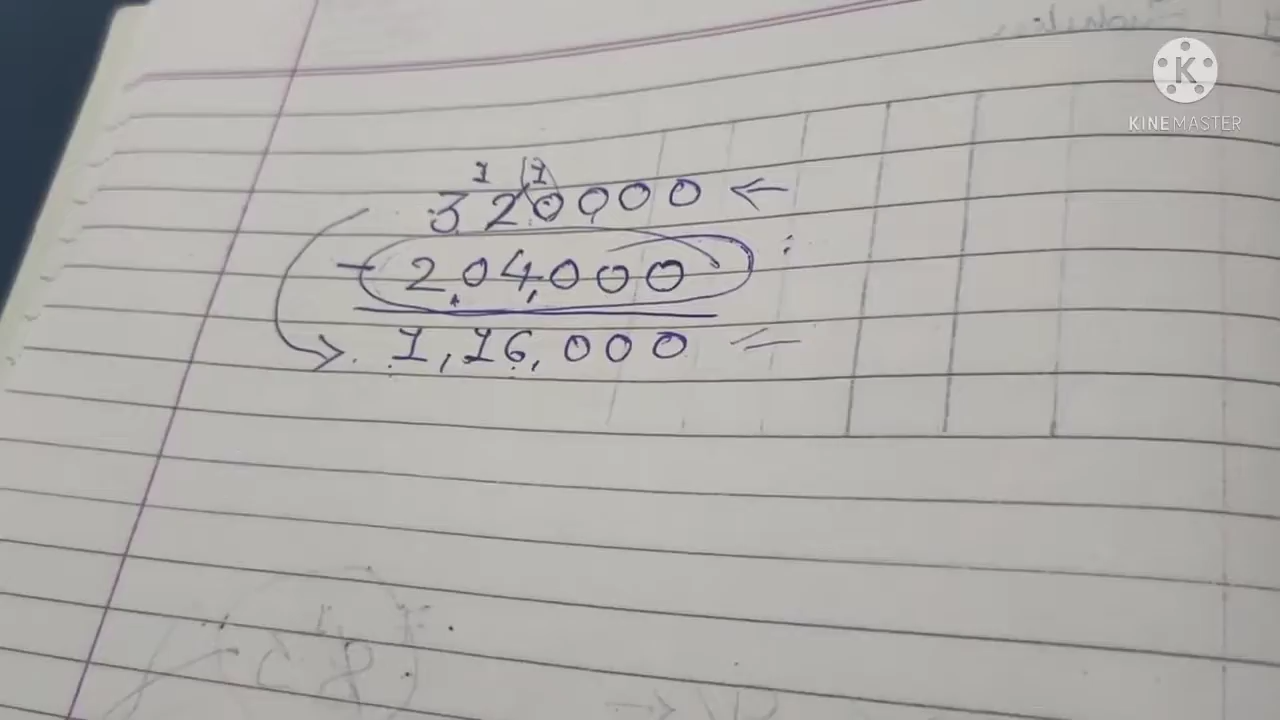 1 1
320000 ←
- 2,04,000 :
1,16,000 =
KINEMASTER